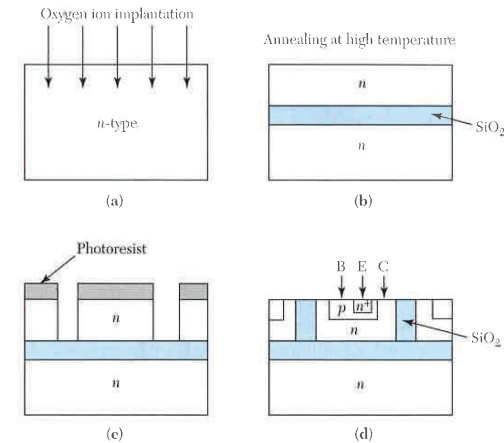 Oxygen ion implantation
n-type
(a)
Annealing at high temperature
n
SiO₂
n
(b)
Photoresist
n
n
(c)
B E C
p n⁺
n
SiO₂
n
(d)